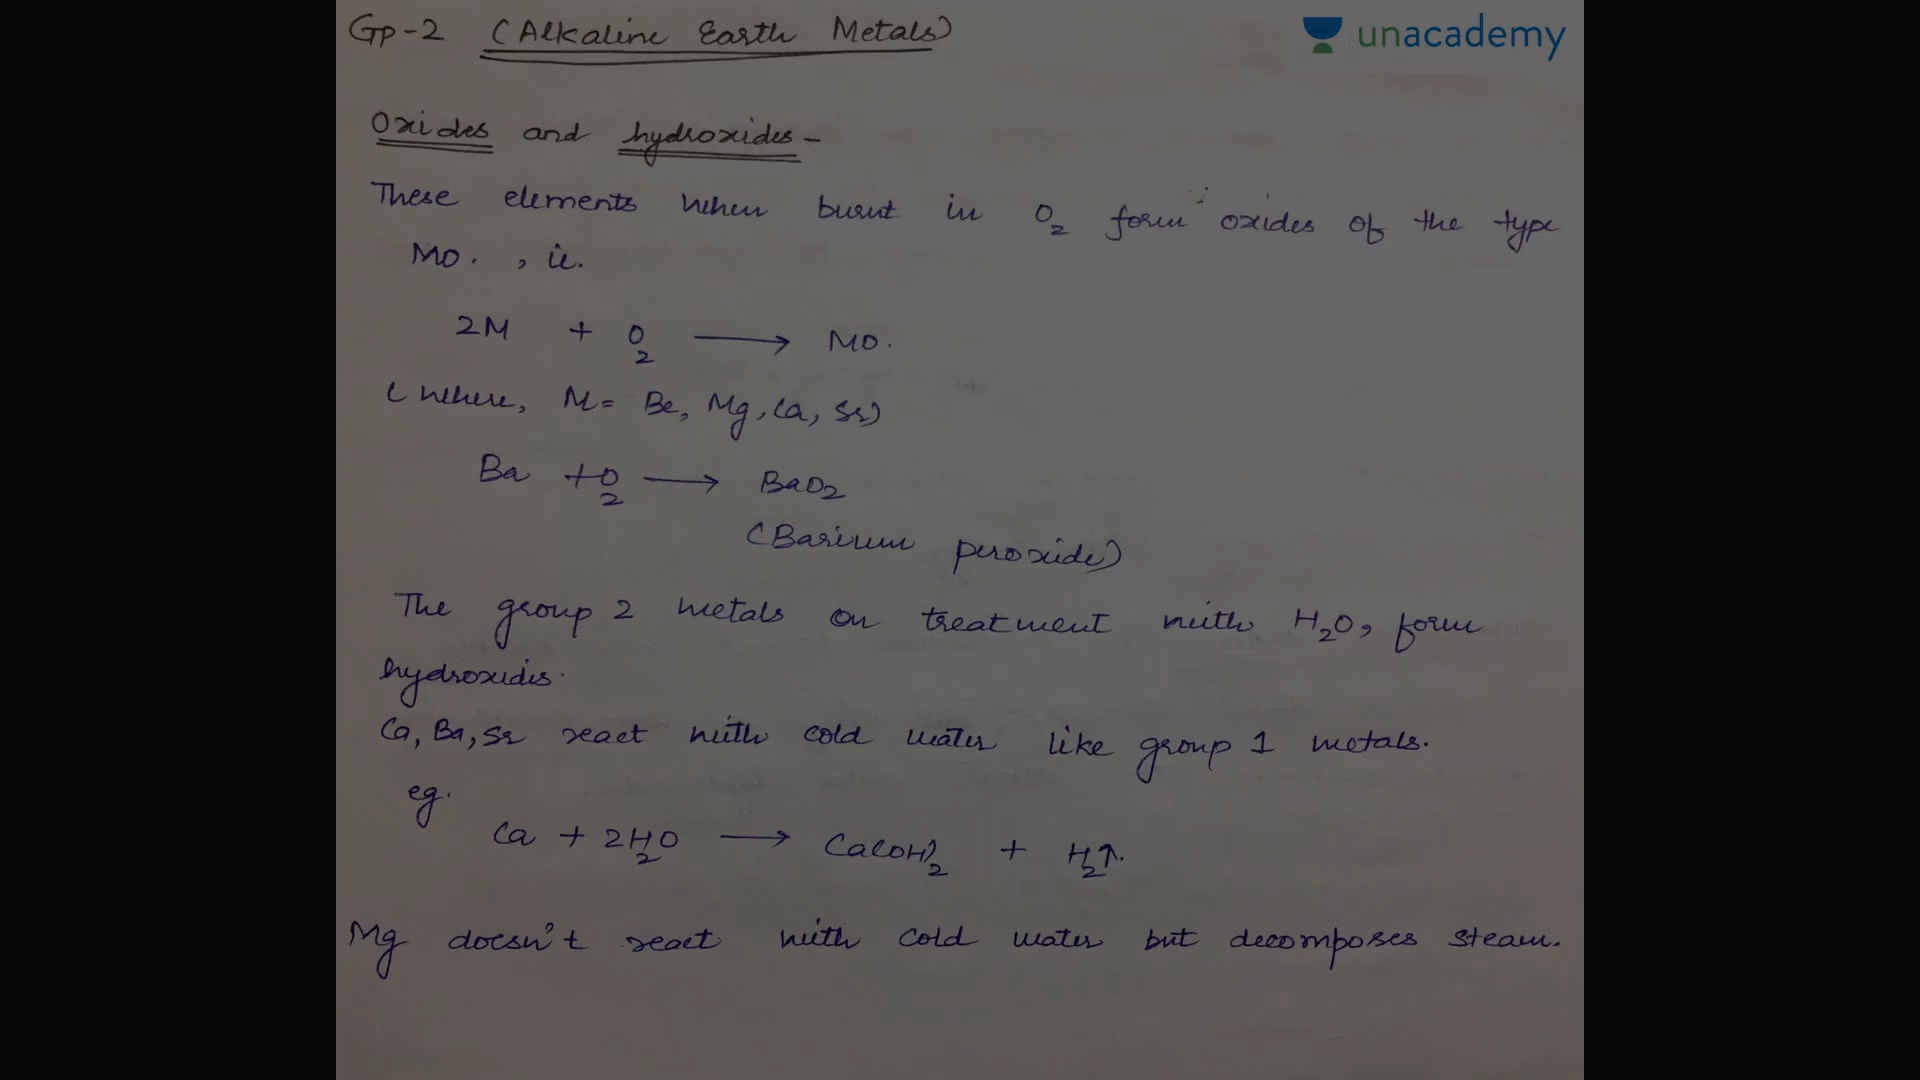 Gp-2 (Alkaline Earth Metals)
unacademy
Oxides and hydroxides-
These elements when burnt in O₂ form oxides of the type
MO. , ie.
2M + O₂ ⟶ MO.
(where, M= Be, Mg, Ca, Sr)
Ba + O₂ ⟶ BaO₂
(Barium peroxide)
The group 2 metals on treatment with H₂O, form
hydroxides.
Ca, Ba, Sr react with cold water like group 1 metals.
eg.
Ca + 2H₂O ⟶ Ca(OH)₂ + H₂↑.
Mg doesn't react with cold water but decomposes steam.